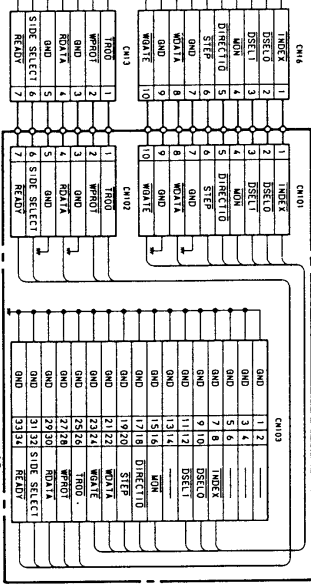 CN16
INDEX 1
DSEL0 2
DSEL1 3
MON 4
DIRECTIO 5
STEP 6
GND 7
WDATA 8
GND 9
WGATE 10
CN13
TR00 1
WPROT 2
GND 3
RDATA 4
GND 5
SIDE SELECT 6
READY 7
CN101
1 INDEX
2 DSEL0
3 DSEL1
4 MON
5 DIRECTIO
6 STEP
7 GND
8 WDATA
9 GND
10 WGATE
CN102
1 TR00
2 WPROT
3 GND
4 RDATA
5 GND
6 SIDE SELECT
7 READY
CN103
GND 1 2 —
GND 3 4 —
GND 5 6 —
GND 7 8 INDEX
GND 9 10 DSEL0
GND 11 12 DSEL1
GND 13 14 —
GND 15 16 MON
GND 17 18 DIRECTIO
GND 19 20 STEP
GND 21 22 WDATA
GND 23 24 WGATE
GND 25 26 TR00.
GND 27 28 WPROT
GND 29 30 RDATA
GND 31 32 SIDE SELECT
GND 33 34 READY